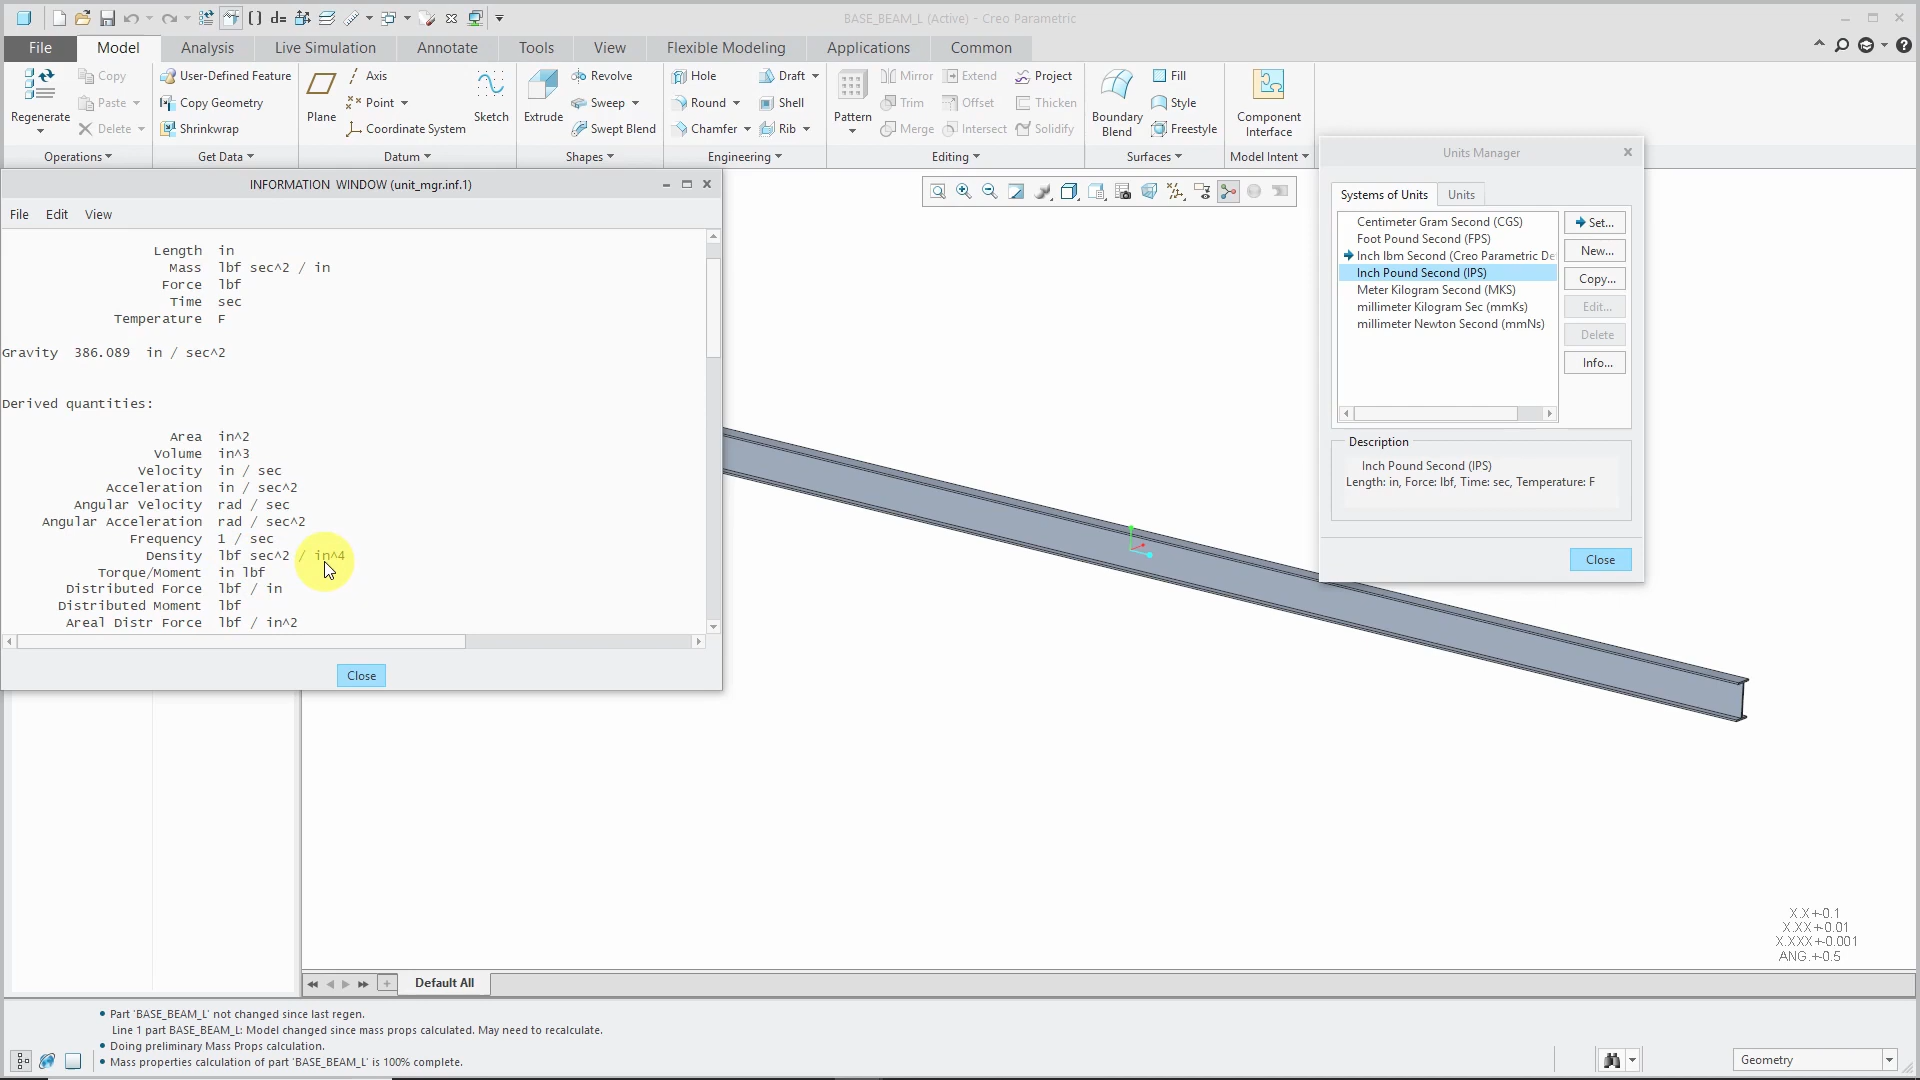 BASE_BEAM_L (Active) - Creo Parametric
File Model Analysis Live Simulation Annotate Tools View Flexible Modeling Applications Common
Regenerate
Copy
Paste
Delete
Operations
User-Defined Feature
Copy Geometry
Shrinkwrap
Get Data
Plane
Axis
Point
Coordinate System
Sketch
Datum
Extrude
Revolve
Sweep
Swept Blend
Shapes
Hole
Round
Chamfer
Draft
Shell
Rib
Engineering
Pattern
Mirror
Trim
Merge
Extend
Offset
Intersect
Project
Thicken
Solidify
Editing
Boundary Blend
Fill
Style
Freestyle
Surfaces
Component Interface
Model Intent
INFORMATION WINDOW (unit_mgr.inf.1)
File Edit View
Length in
Mass lbf sec^2 / in
Force lbf
Time sec
Temperature F
Gravity 386.089 in / sec^2
Derived quantities:
Area in^2
Volume in^3
Velocity in / sec
Acceleration in / sec^2
Angular Velocity rad / sec
Angular Acceleration rad / sec^2
Frequency 1 / sec
Density lbf sec^2 / in^4
Torque/Moment in lbf
Distributed Force lbf / in
Distributed Moment lbf
Areal Distr Force lbf / in^2
Close
Units Manager
Systems of Units Units
Centimeter Gram Second (CGS)
Foot Pound Second (FPS)
Inch lbm Second (Creo Parametric De
Inch Pound Second (IPS)
Meter Kilogram Second (MKS)
millimeter Kilogram Sec (mmKs)
millimeter Newton Second (mmNs)
Set...
New...
Copy...
Edit...
Delete
Info...
Description
Inch Pound Second (IPS)
Length: in, Force: lbf, Time: sec, Temperature: F
Close
X.X+-0.1
X.XX+-0.01
X.XXX+-0.001
ANG.+-0.5
Default All
Part 'BASE_BEAM_L' not changed since last regen.
Line 1 part BASE_BEAM_L: Model changed since mass props calculated. May need to recalculate.
Doing preliminary Mass Props calculation.
Mass properties calculation of part 'BASE_BEAM_L' is 100% complete.
Geometry